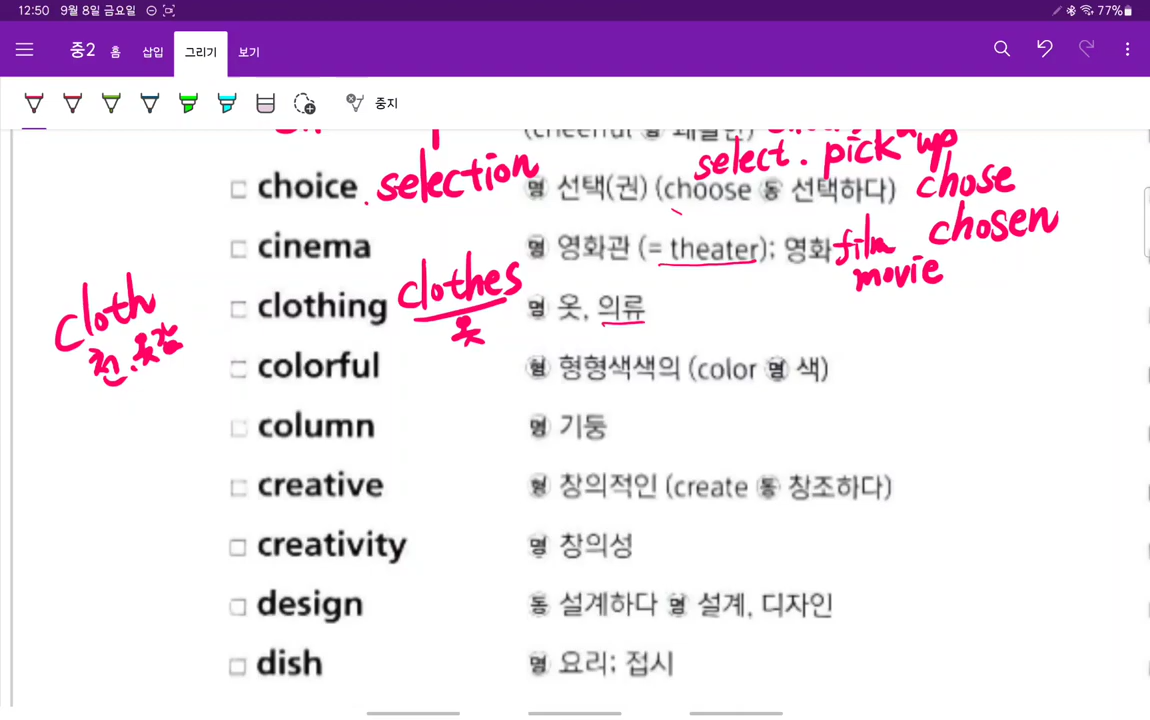 12:50 9월 8일 금요일 77%
중2 홈 삽입 그리기 보기
중지
(cheerful 형 쾌활한)
select. pick up
choice . selection 명 선택(권) (choose 동 선택하다) chose
chosen
cinema 명 영화관 (= theater); 영화 film
movie
clothing clothes 명 옷, 의류
옷
cloth
천. 옷감
colorful 형 형형색색의 (color 명 색)
column 명 기둥
creative 형 창의적인 (create 동 창조하다)
creativity 명 창의성
design 동 설계하다 명 설계, 디자인
dish 명 요리; 접시